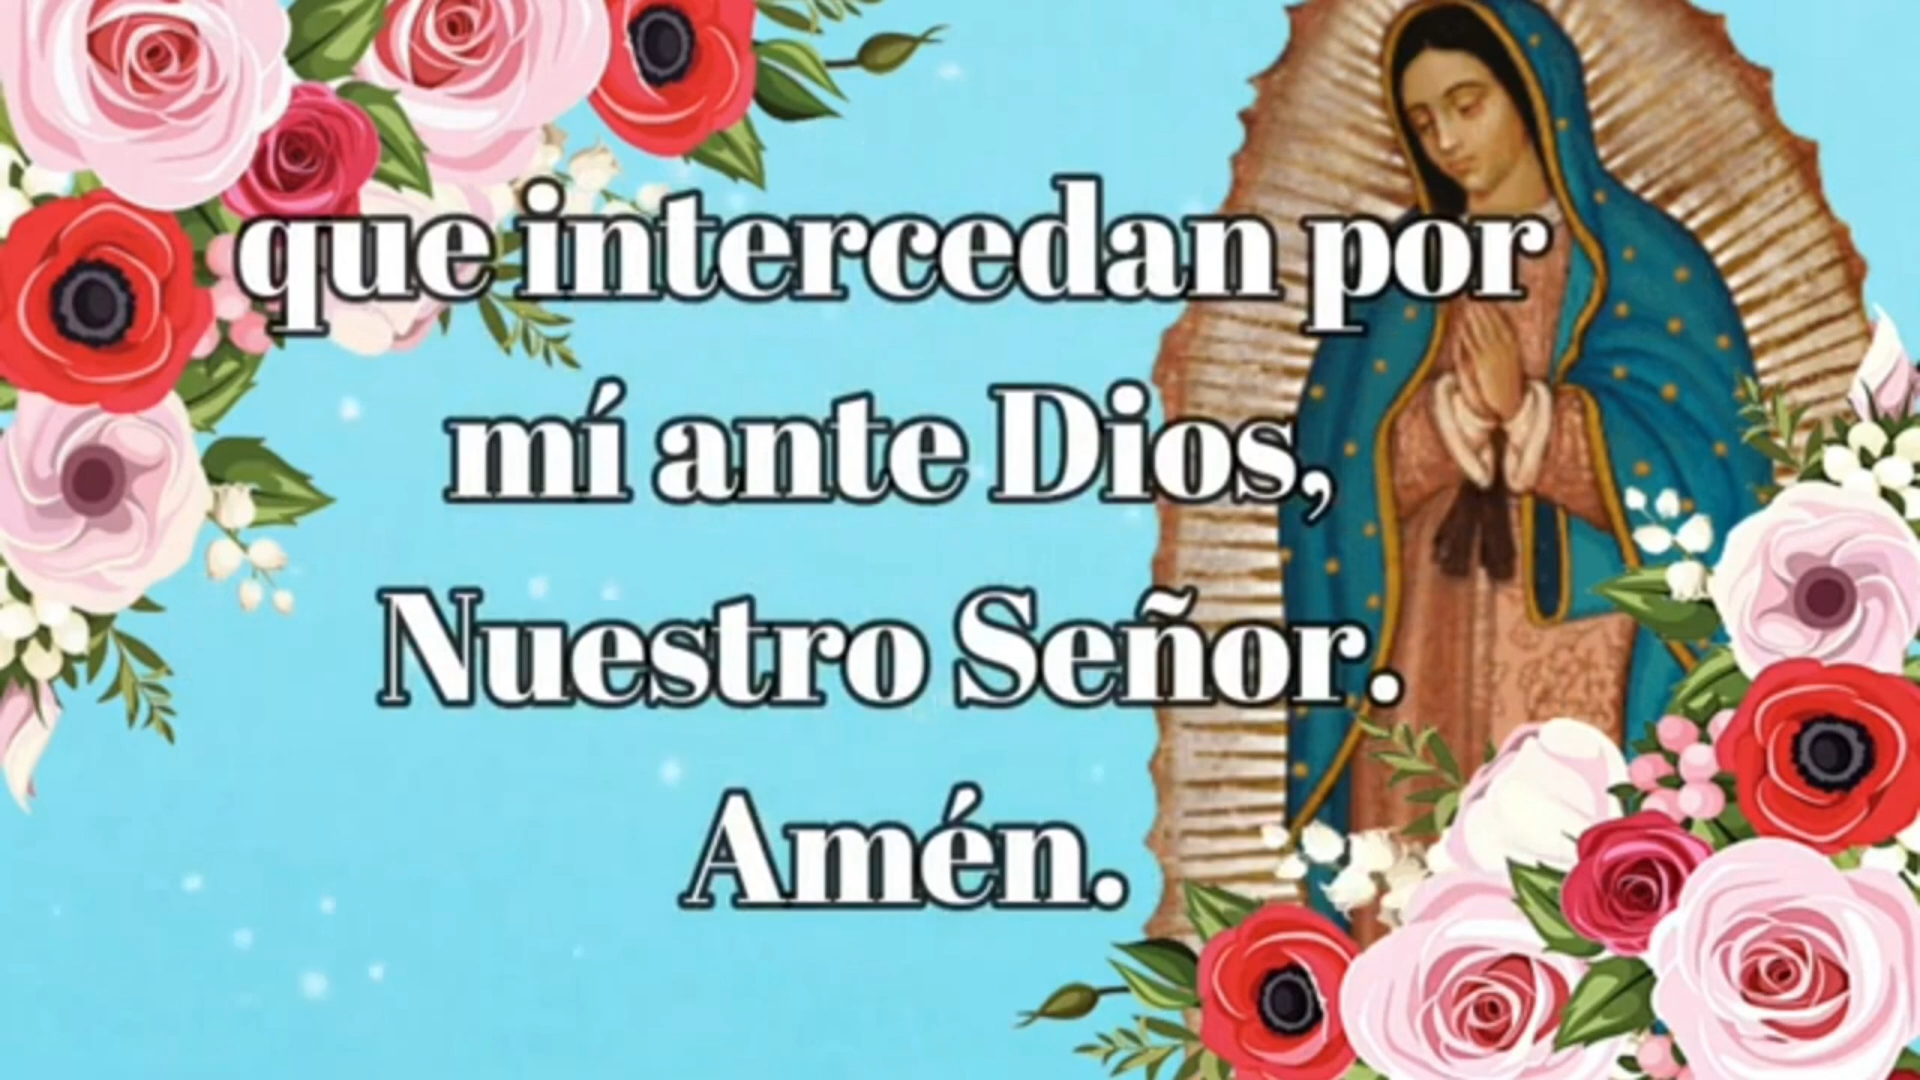 que intercedan por
mí ante Dios,
Nuestro Señor.
Amén.